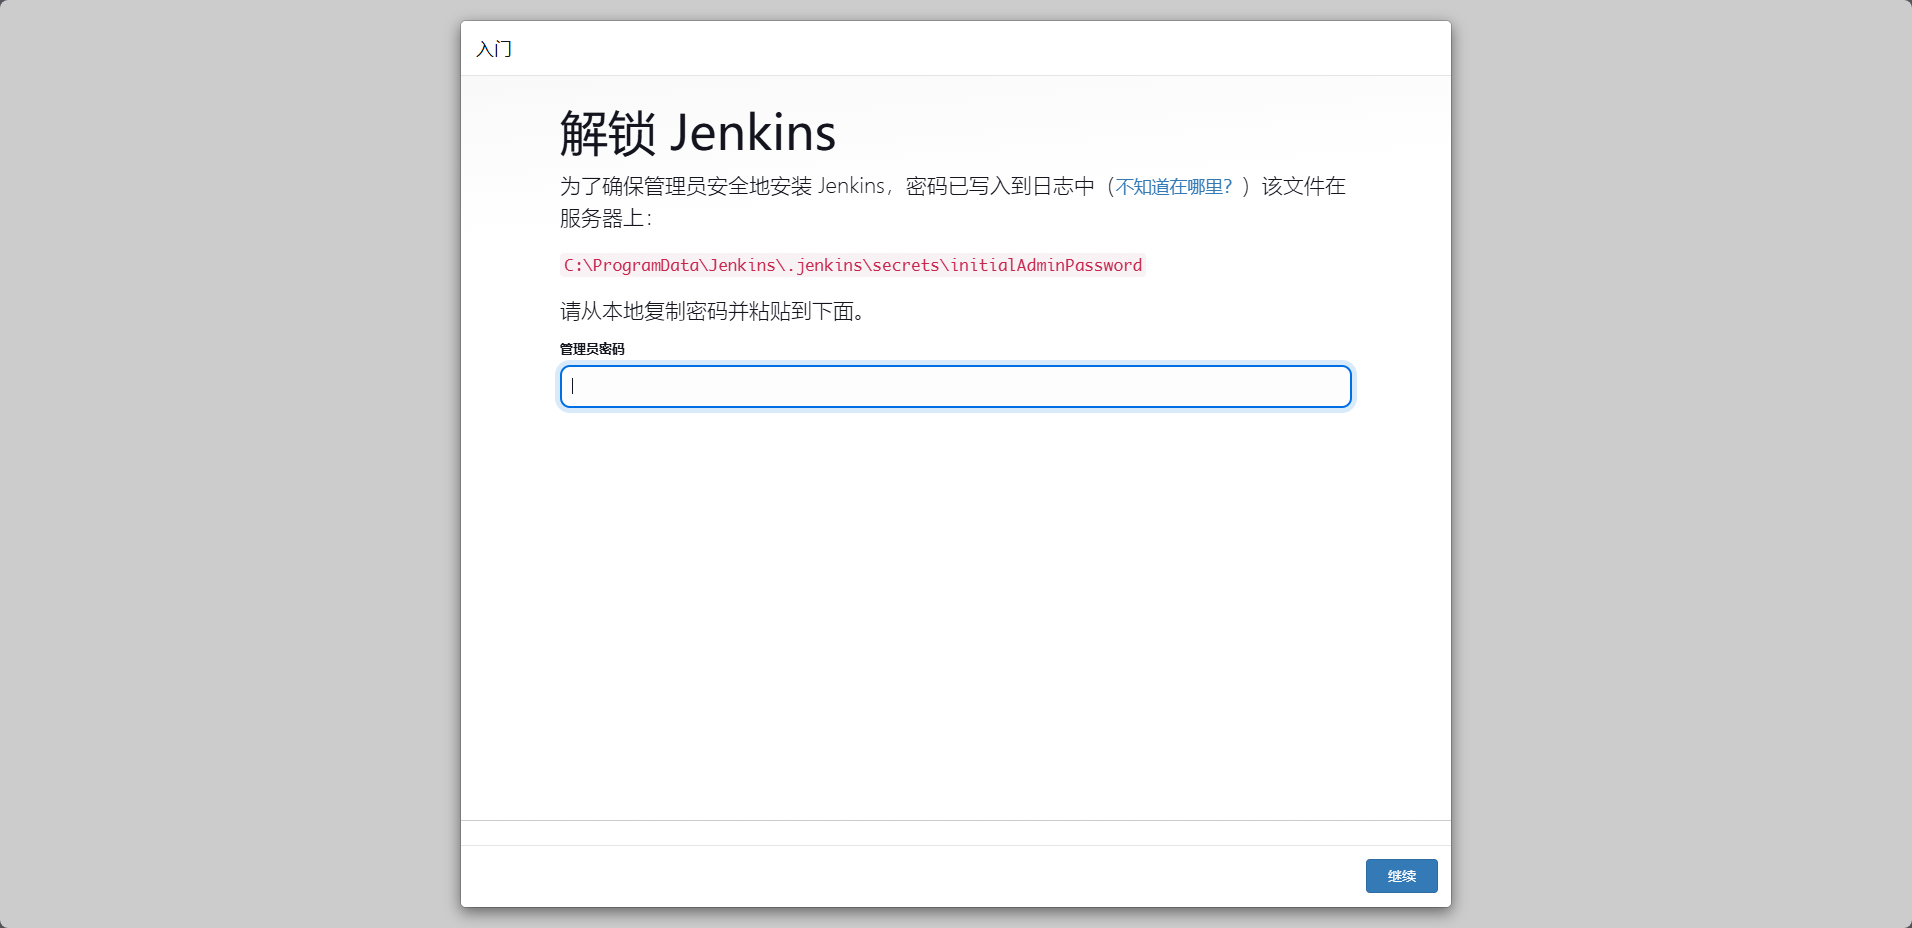 入门
解锁 Jenkins
为了确保管理员安全地安装 Jenkins，密码已写入到日志中（不知道在哪里？）该文件在
服务器上：
C:\ProgramData\Jenkins\.jenkins\secrets\initialAdminPassword
请从本地复制密码并粘贴到下面。
管理员密码
继续